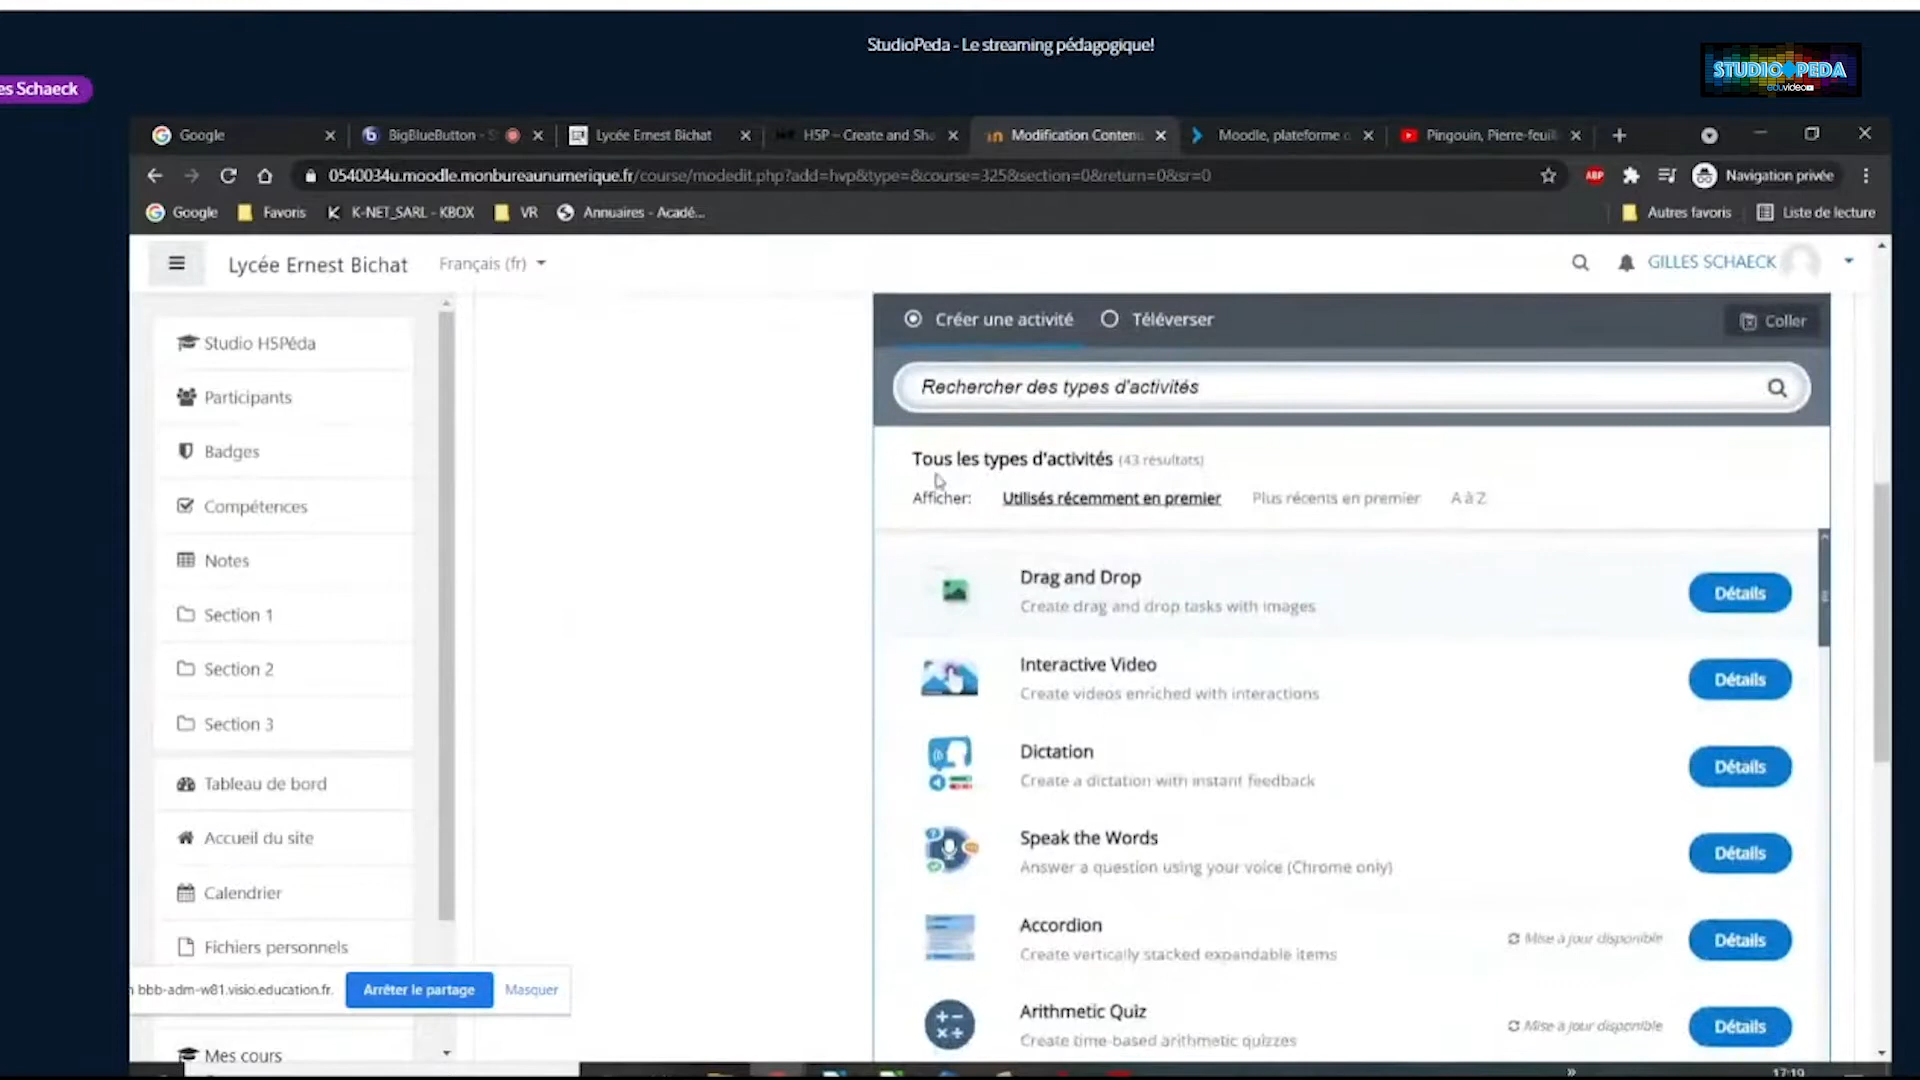 StudioPeda - Le streaming pédagogique!
STUDIO PEDA
eduvideo
es Schaeck
Google
BigBlueButton - S
Lycée Ernest Bichat
H5P – Create and Sha
Modification Conten
Moodle, plateforme
Pingouin, Pierre-feuil
0540034u.moodle.monbureaunumerique.fr/course/modedit.php?add=hvp&type=&course=325&section=0&return=0&sr=0
ABP
Navigation privée
Google
Favoris
K-NET_SARL - KBOX
VR
Annuaires - Acadé...
Autres favoris
Liste de lecture
Lycée Ernest Bichat
Français (fr)
GILLES SCHAECK
Studio H5Péda
Participants
Badges
Compétences
Notes
Section 1
Section 2
Section 3
Tableau de bord
Accueil du site
Calendrier
Fichiers personnels
bbb-adm-w81.visio.education.fr.
Arrêter le partage
Masquer
Mes cours
Créer une activité
Téléverser
Coller
Rechercher des types d'activités
Tous les types d'activités (43 résultats)
Afficher:
Utilisés récemment en premier
Plus récents en premier
A à Z
Drag and Drop
Create drag and drop tasks with images
Détails
Interactive Video
Create videos enriched with interactions
Détails
Dictation
Create a dictation with instant feedback
Détails
Speak the Words
Answer a question using your voice (Chrome only)
Détails
Accordion
Create vertically stacked expandable items
Mise à jour disponible
Détails
Arithmetic Quiz
Create time-based arithmetic quizzes
Mise à jour disponible
Détails
17:19